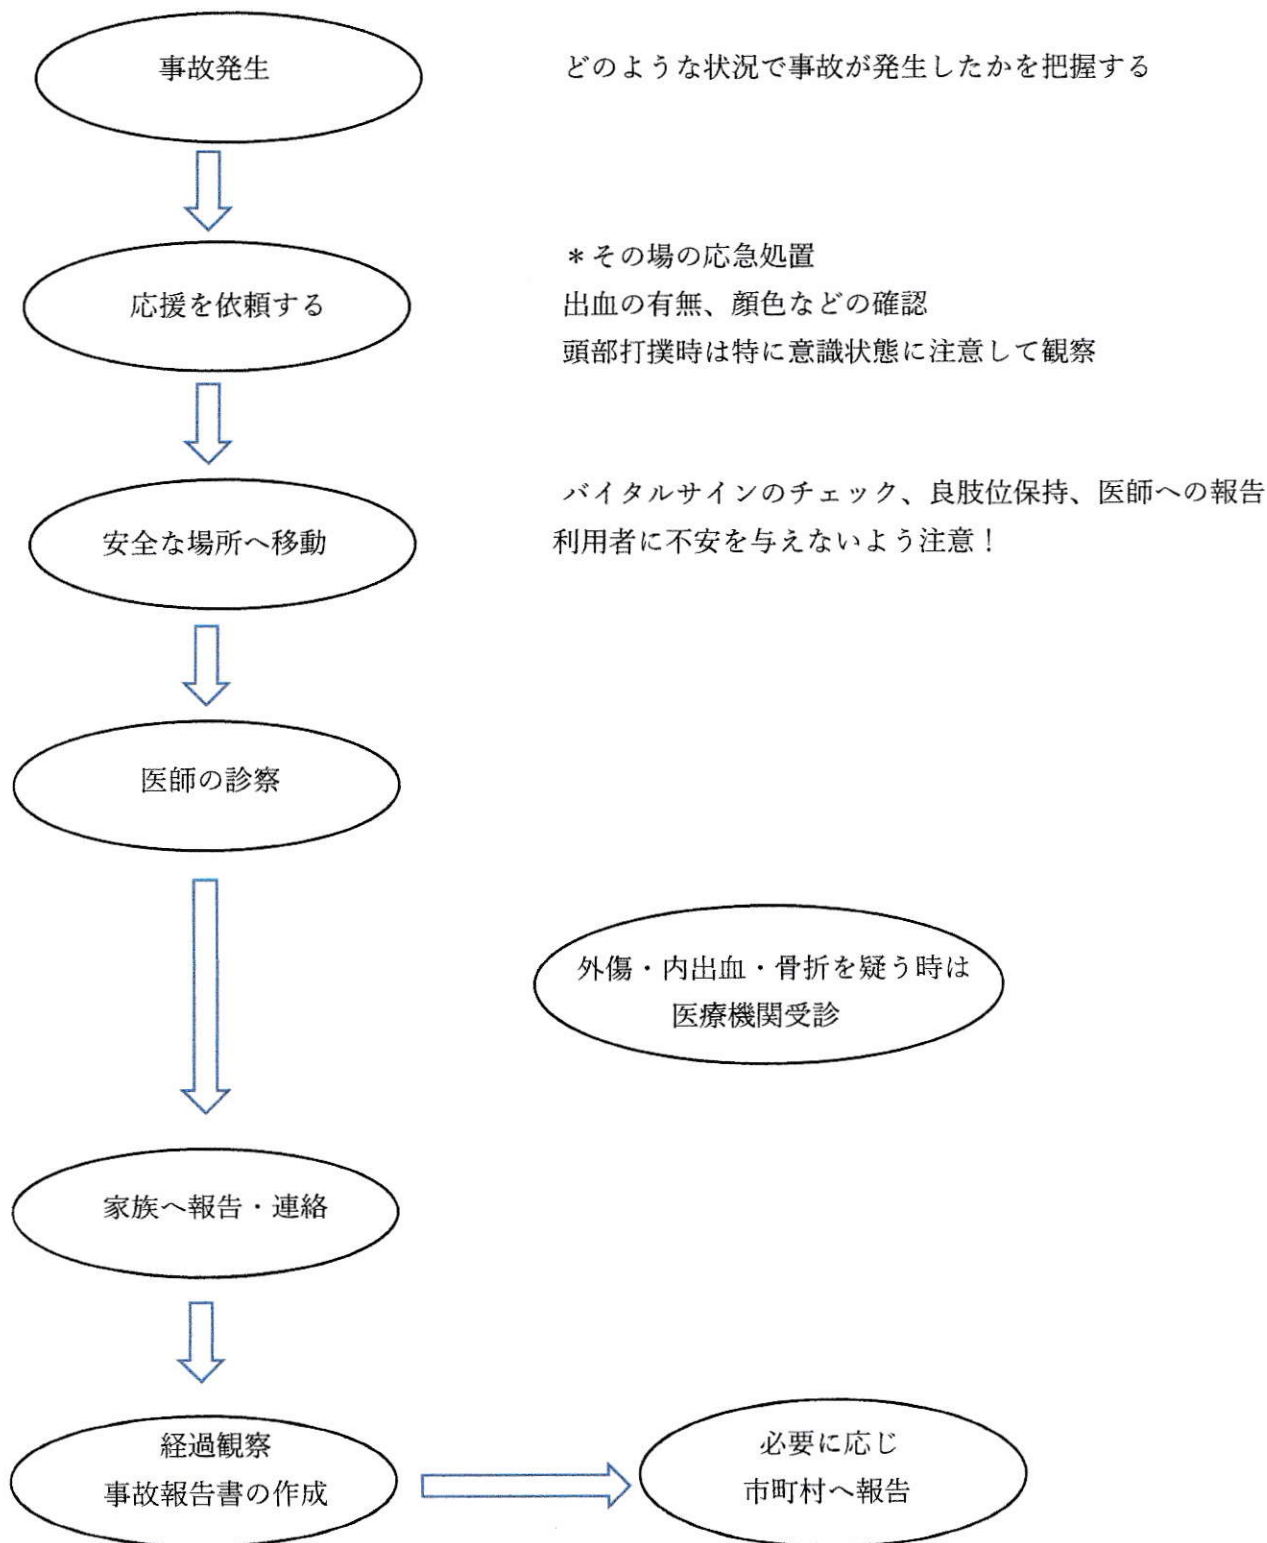 事故発生
どのような状況で事故が発生したかを把握する
応援を依頼する
＊その場の応急処置
出血の有無、顔色などの確認
頭部打撲時は特に意識状態に注意して観察
安全な場所へ移動
バイタルサインのチェック、良肢位保持、医師への報告
利用者に不安を与えないよう注意！
医師の診察
外傷・内出血・骨折を疑う時は
医療機関受診
家族へ報告・連絡
経過観察
事故報告書の作成
必要に応じ
市町村へ報告